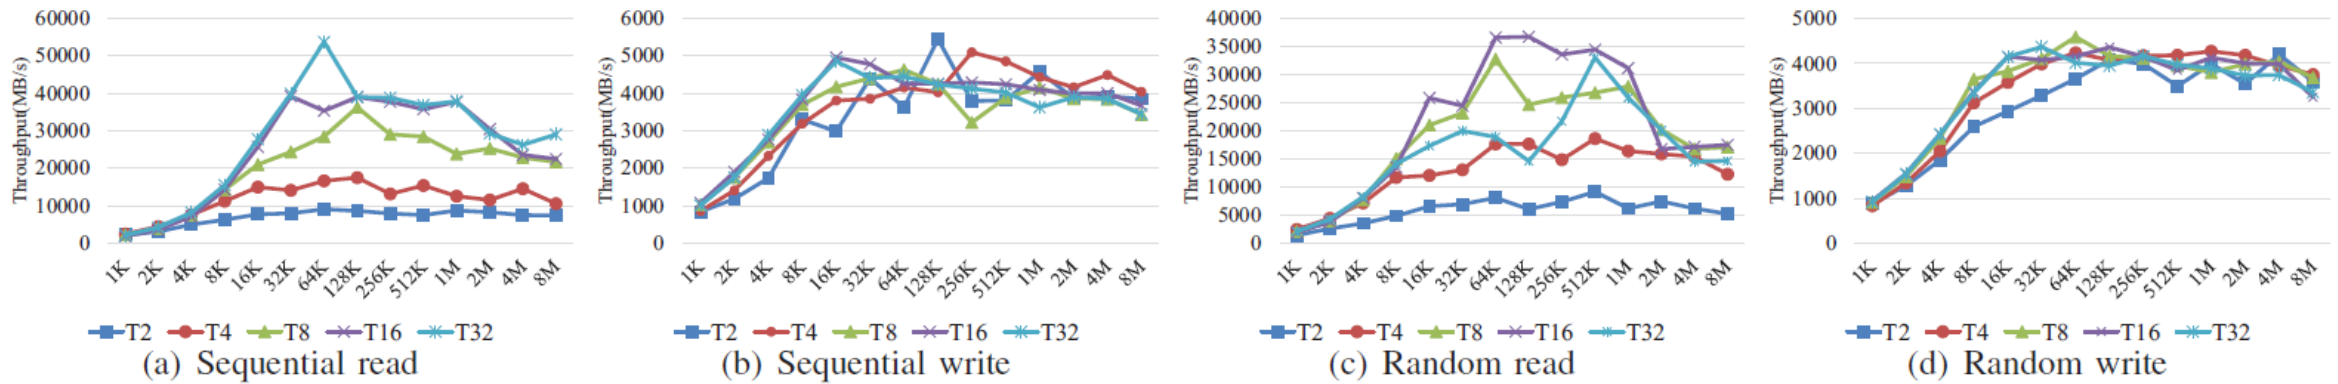 Throughput(MB/s)
60000
50000
40000
30000
20000
10000
0
1K 2K 4K 8K 16K 32K 64K 128K 256K 512K 1M 2M 4M 8M
T2 T4 T8 T16 T32
(a) Sequential read
Throughput(MB/s)
6000
5000
4000
3000
2000
1000
0
1K 2K 4K 8K 16K 32K 64K 128K 256K 512K 1M 2M 4M 8M
T2 T4 T8 T16 T32
(b) Sequential write
Throughput(MB/s)
40000
35000
30000
25000
20000
15000
10000
5000
0
1K 2K 4K 8K 16K 32K 64K 128K 256K 512K 1M 2M 4M 8M
T2 T4 T8 T16 T32
(c) Random read
Throughput(MB/s)
5000
4000
3000
2000
1000
0
1K 2K 4K 8K 16K 32K 64K 128K 256K 512K 1M 2M 4M 8M
T2 T4 T8 T16 T32
(d) Random write